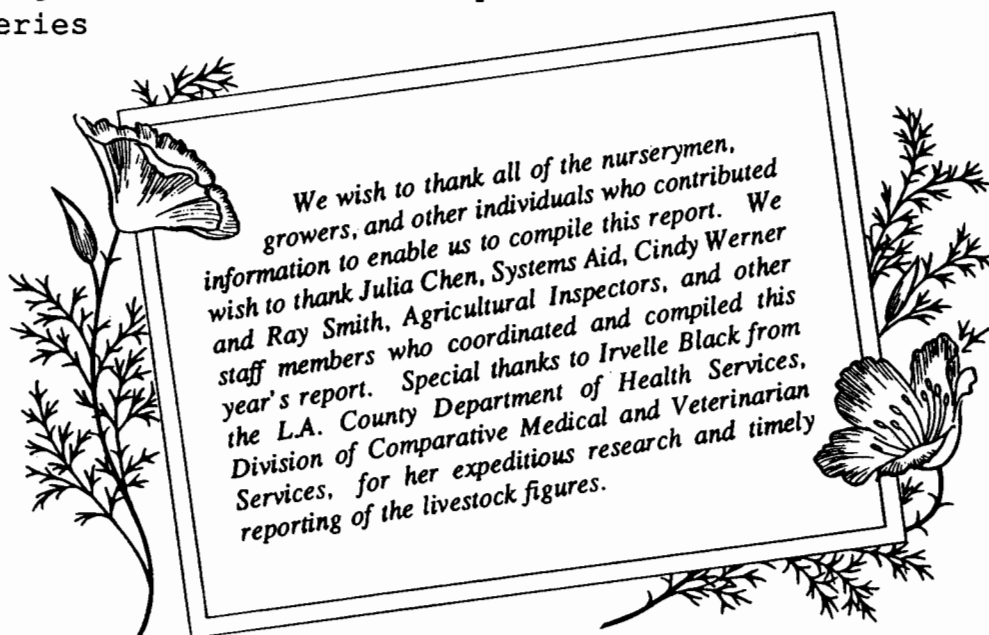 eries
We wish to thank all of the nurserymen,
growers, and other individuals who contributed
information to enable us to compile this report. We
wish to thank Julia Chen, Systems Aid, Cindy Werner
and Ray Smith, Agricultural Inspectors, and other
staff members who coordinated and compiled this
year's report. Special thanks to Irvelle Black from
the L.A. County Department of Health Services,
Division of Comparative Medical and Veterinarian
Services, for her expeditious research and timely
reporting of the livestock figures.